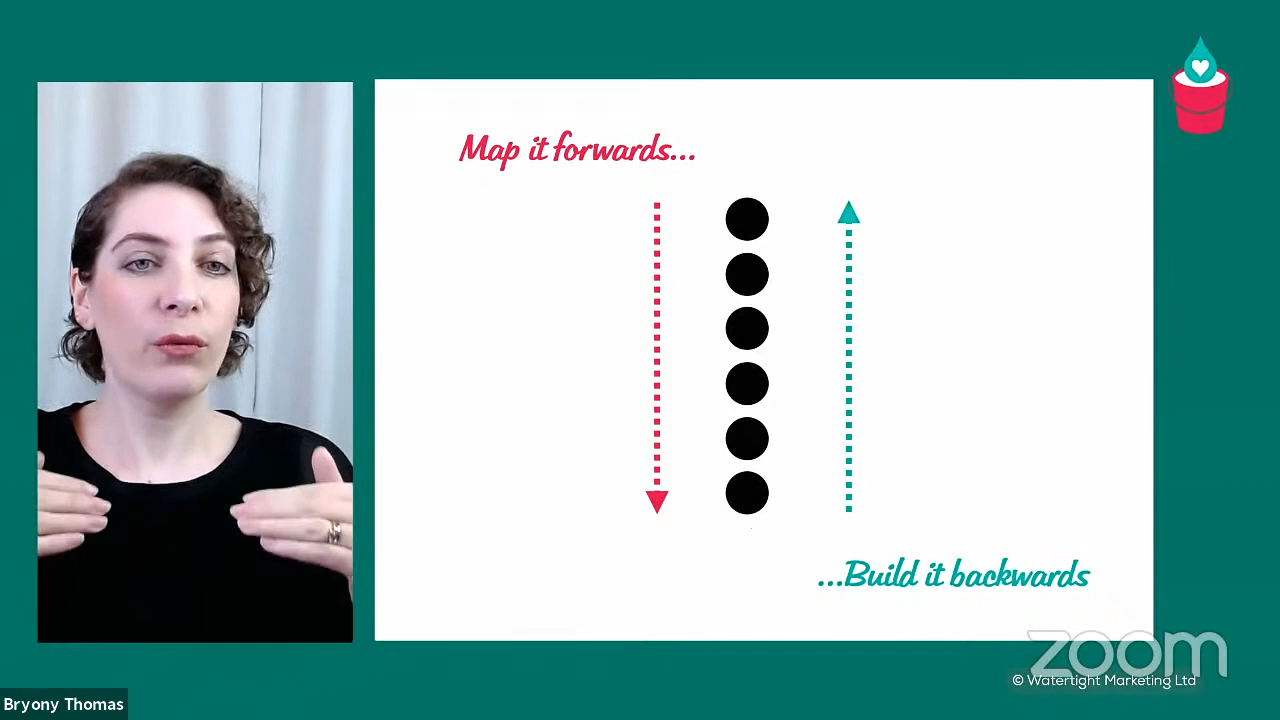 Map it forwards...
...Build it backwards
zoom
© Watertight Marketing Ltd
Bryony Thomas